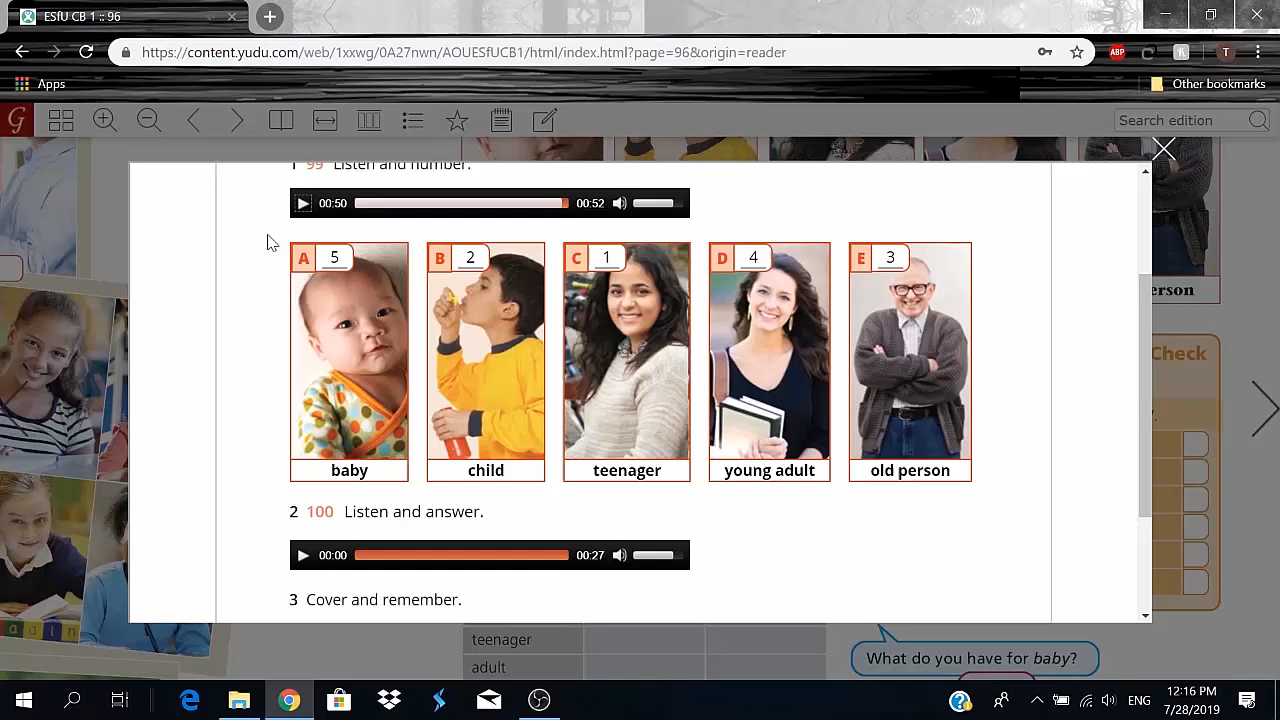 ESfU CB 1 :: 96
https://content.yudu.com/web/1xxwg/0A27nwn/AOUESfUCB1/html/index.html?page=96&origin=reader
ABP
T
Apps
Other bookmarks
G
Search edition
1 99 Listen and number.
00:50
00:52
A 5
B 2
C 1
D 4
E 3
erson
Check
baby
child
teenager
young adult
old person
2 100 Listen and answer.
00:00
00:27
3 Cover and remember.
adin
teenager
adult
What do you have for baby?
ENG
12:16 PM
7/28/2019